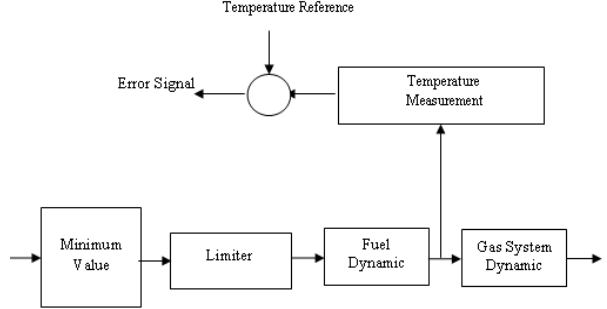 Temperature Reference
Error Signal
Temperature
Measurement
Minimum
Value
Limiter
Fuel
Dynamic
Gas System
Dynamic